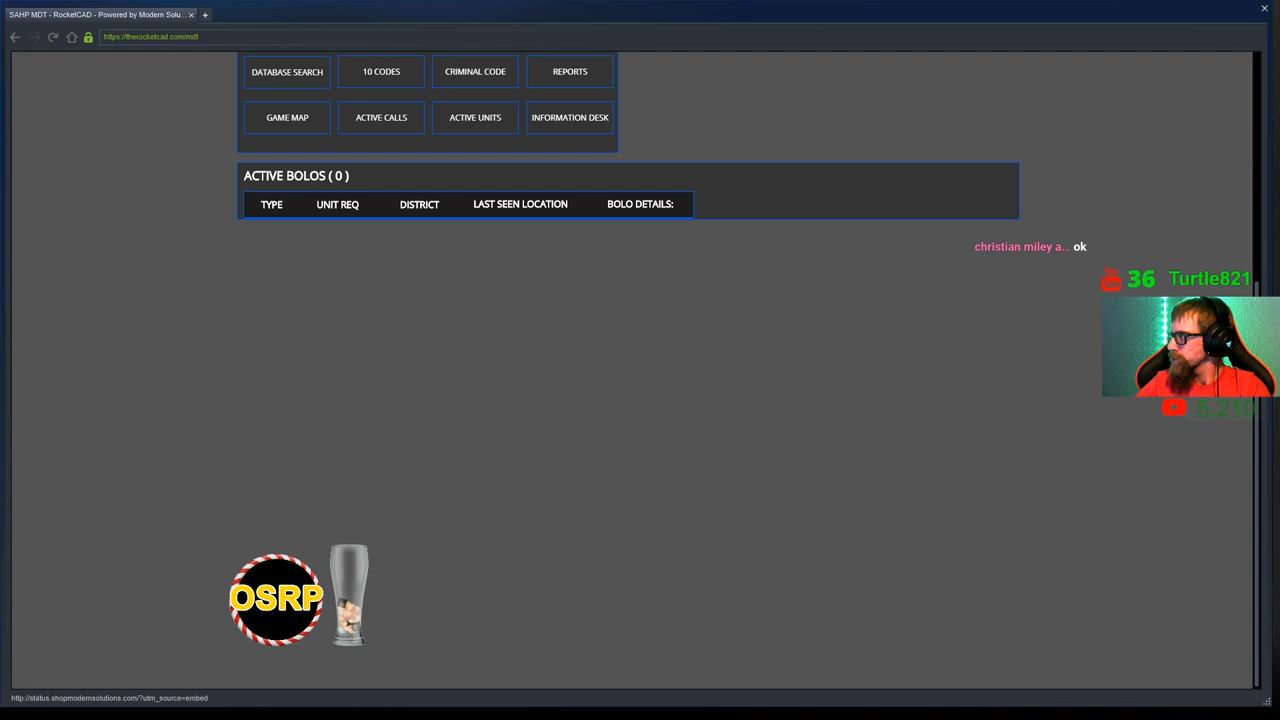 SAHP MDT - RocketCAD - Powered by Modern Solu...
https://therocketcad.com/mdt
DATABASE SEARCH
10 CODES
CRIMINAL CODE
REPORTS
GAME MAP
ACTIVE CALLS
ACTIVE UNITS
INFORMATION DESK
ACTIVE BOLOS ( 0 )
TYPE
UNIT REQ
DISTRICT
LAST SEEN LOCATION
BOLO DETAILS:
christian miley a... ok
36 Turtle821
5,210
OSRP
http://status.shopmodernsolutions.com/?utm_source=embed